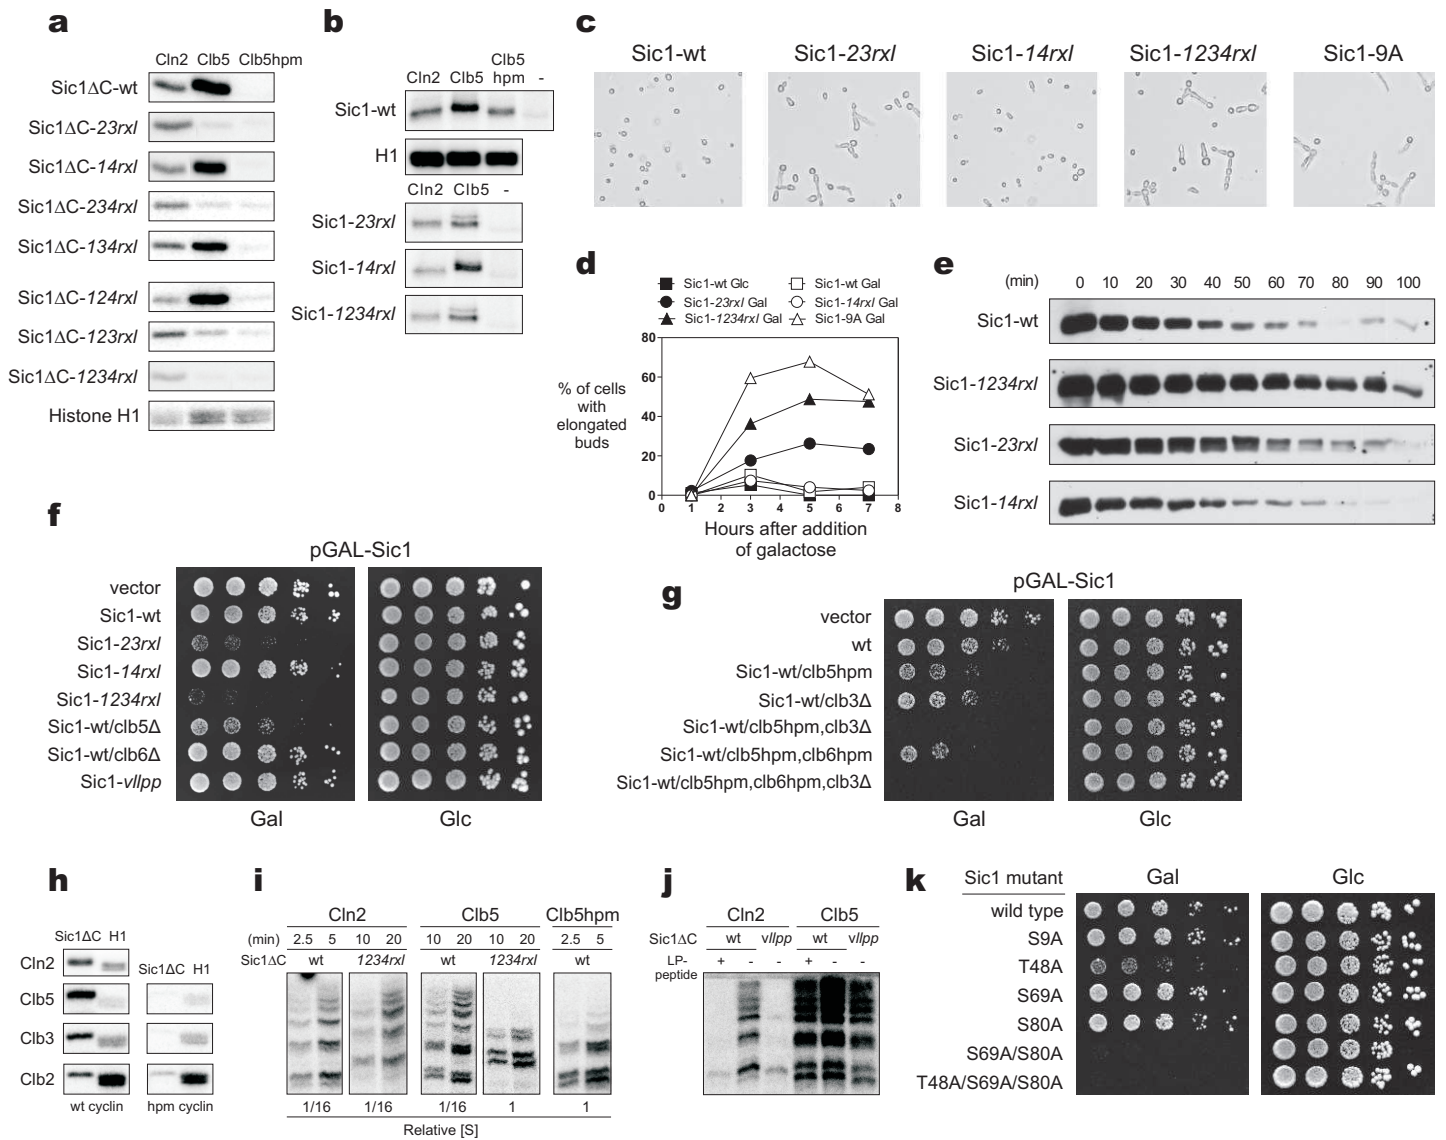 a
Cln2 Clb5 Clb5hpm
Sic1ΔC-wt
Sic1ΔC-23rxl
Sic1ΔC-14rxl
Sic1ΔC-234rxl
Sic1ΔC-134rxl
Sic1ΔC-124rxl
Sic1ΔC-123rxl
Sic1ΔC-1234rxl
Histone H1
b
Clb5
Cln2 Clb5 hpm -
Sic1-wt
H1
Cln2 Clb5 -
Sic1-23rxl
Sic1-14rxl
Sic1-1234rxl
c
Sic1-wt Sic1-23rxl Sic1-14rxl Sic1-1234rxl Sic1-9A
d
Sic1-wt Glc Sic1-wt Gal
Sic1-23rxl Gal Sic1-14rxl Gal
Sic1-1234rxl Gal Sic1-9A Gal
80
60
40
20
0
% of cells
with
elongated
buds
0 1 2 3 4 5 6 7 8
Hours after addition
of galactose
e
(min) 0 10 20 30 40 50 60 70 80 90 100
Sic1-wt
Sic1-1234rxl
Sic1-23rxl
Sic1-14rxl
f
pGAL-Sic1
vector
Sic1-wt
Sic1-23rxl
Sic1-14rxl
Sic1-1234rxl
Sic1-wt/clb5Δ
Sic1-wt/clb6Δ
Sic1-vllpp
Gal Glc
g
pGAL-Sic1
vector
wt
Sic1-wt/clb5hpm
Sic1-wt/clb3Δ
Sic1-wt/clb5hpm,clb3Δ
Sic1-wt/clb5hpm,clb6hpm
Sic1-wt/clb5hpm,clb6hpm,clb3Δ
Gal Glc
h
Sic1ΔC H1
Cln2
Sic1ΔC H1
Clb5
Clb3
Clb2
wt cyclin hpm cyclin
i
Cln2 Clb5 Clb5hpm
(min) 2.5 5 10 20 10 20 10 20 2.5 5
Sic1ΔC wt 1234rxl wt 1234rxl wt
1/16 1/16 1/16 1 1
Relative [S]
j
Cln2 Clb5
Sic1ΔC wt vllpp wt vllpp
LP-
peptide + - - + - -
k
Sic1 mutant Gal Glc
wild type
S9A
T48A
S69A
S80A
S69A/S80A
T48A/S69A/S80A